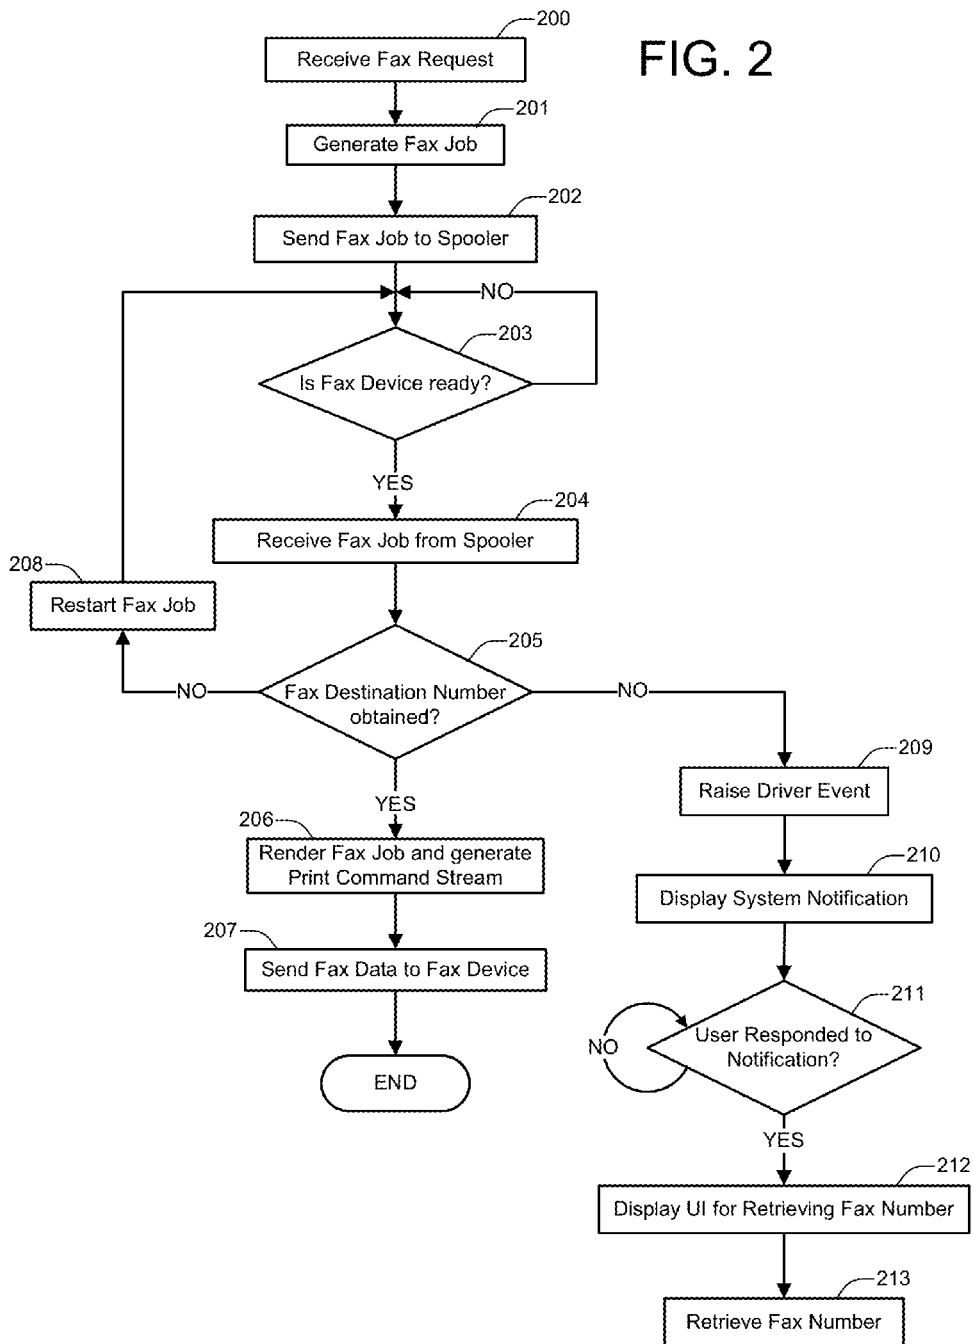 FIG. 2
200
Receive Fax Request
201
Generate Fax Job
202
Send Fax Job to Spooler
NO
203
Is Fax Device ready?
YES
204
Receive Fax Job from Spooler
208
Restart Fax Job
205
Fax Destination Number
obtained?
NO
NO
YES
206
Render Fax Job and generate
Print Command Stream
207
Send Fax Data to Fax Device
END
209
Raise Driver Event
210
Display System Notification
211
User Responded to
Notification?
NO
YES
212
Display UI for Retrieving Fax Number
213
Retrieve Fax Number